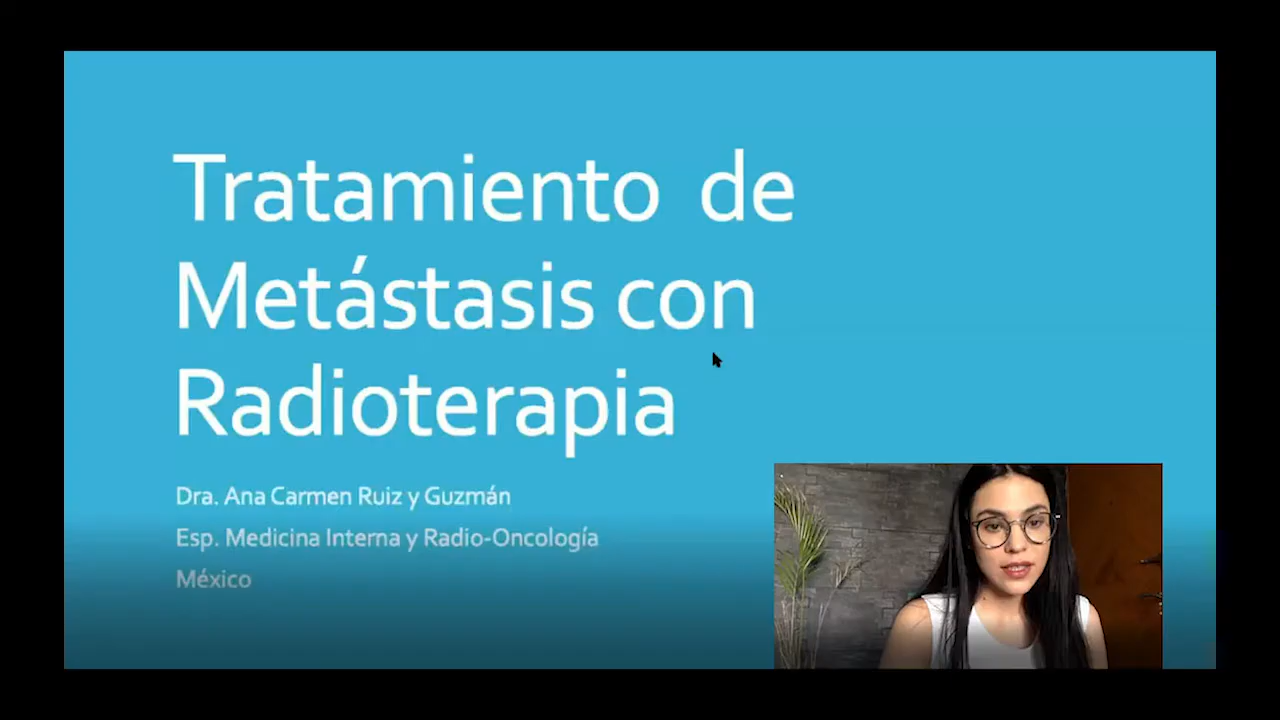 Tratamiento de
Metástasis con
Radioterapia
Dra. Ana Carmen Ruiz y Guzmán
Esp. Medicina Interna y Radio-Oncología
México